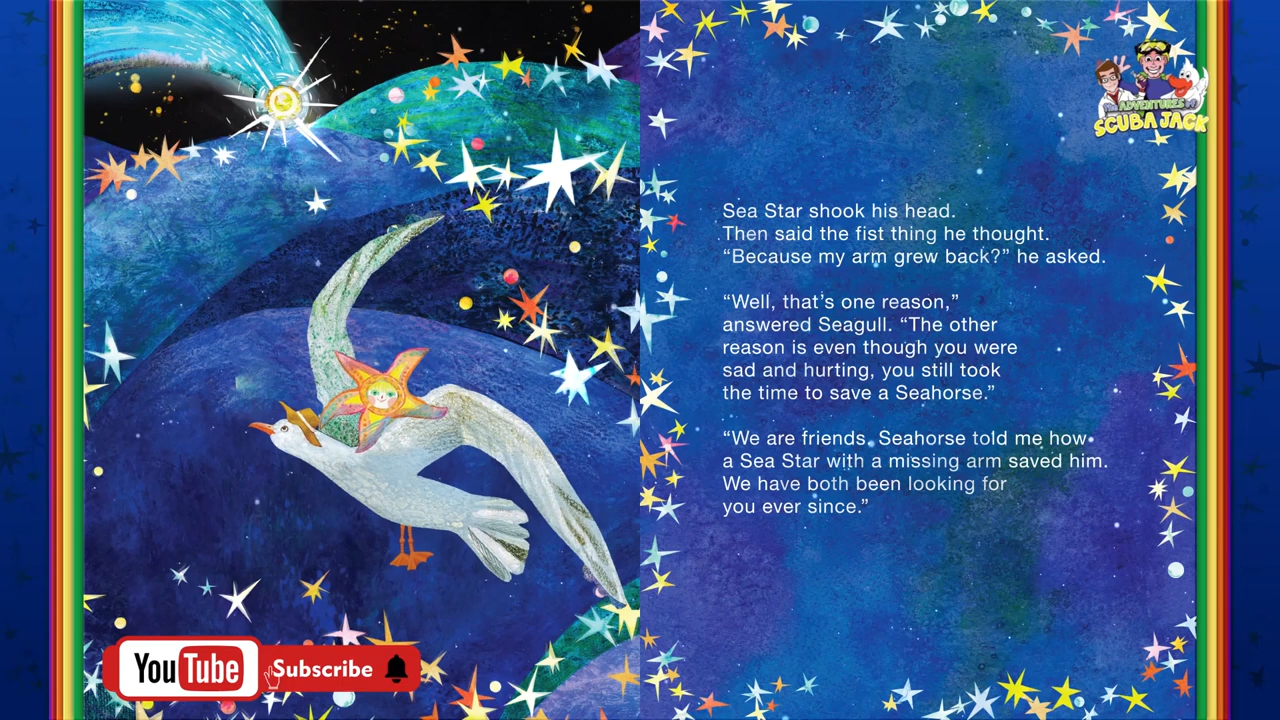 The ADVENTURES of
SCUBA JACK
Sea Star shook his head.
Then said the fist thing he thought.
“Because my arm grew back?” he asked.
“Well, that’s one reason,”
answered Seagull. “The other
reason is even though you were
sad and hurting, you still took
the time to save a Seahorse.”
“We are friends. Seahorse told me how
a Sea Star with a missing arm saved him.
We have both been looking for
you ever since.”
YouTube Subscribe